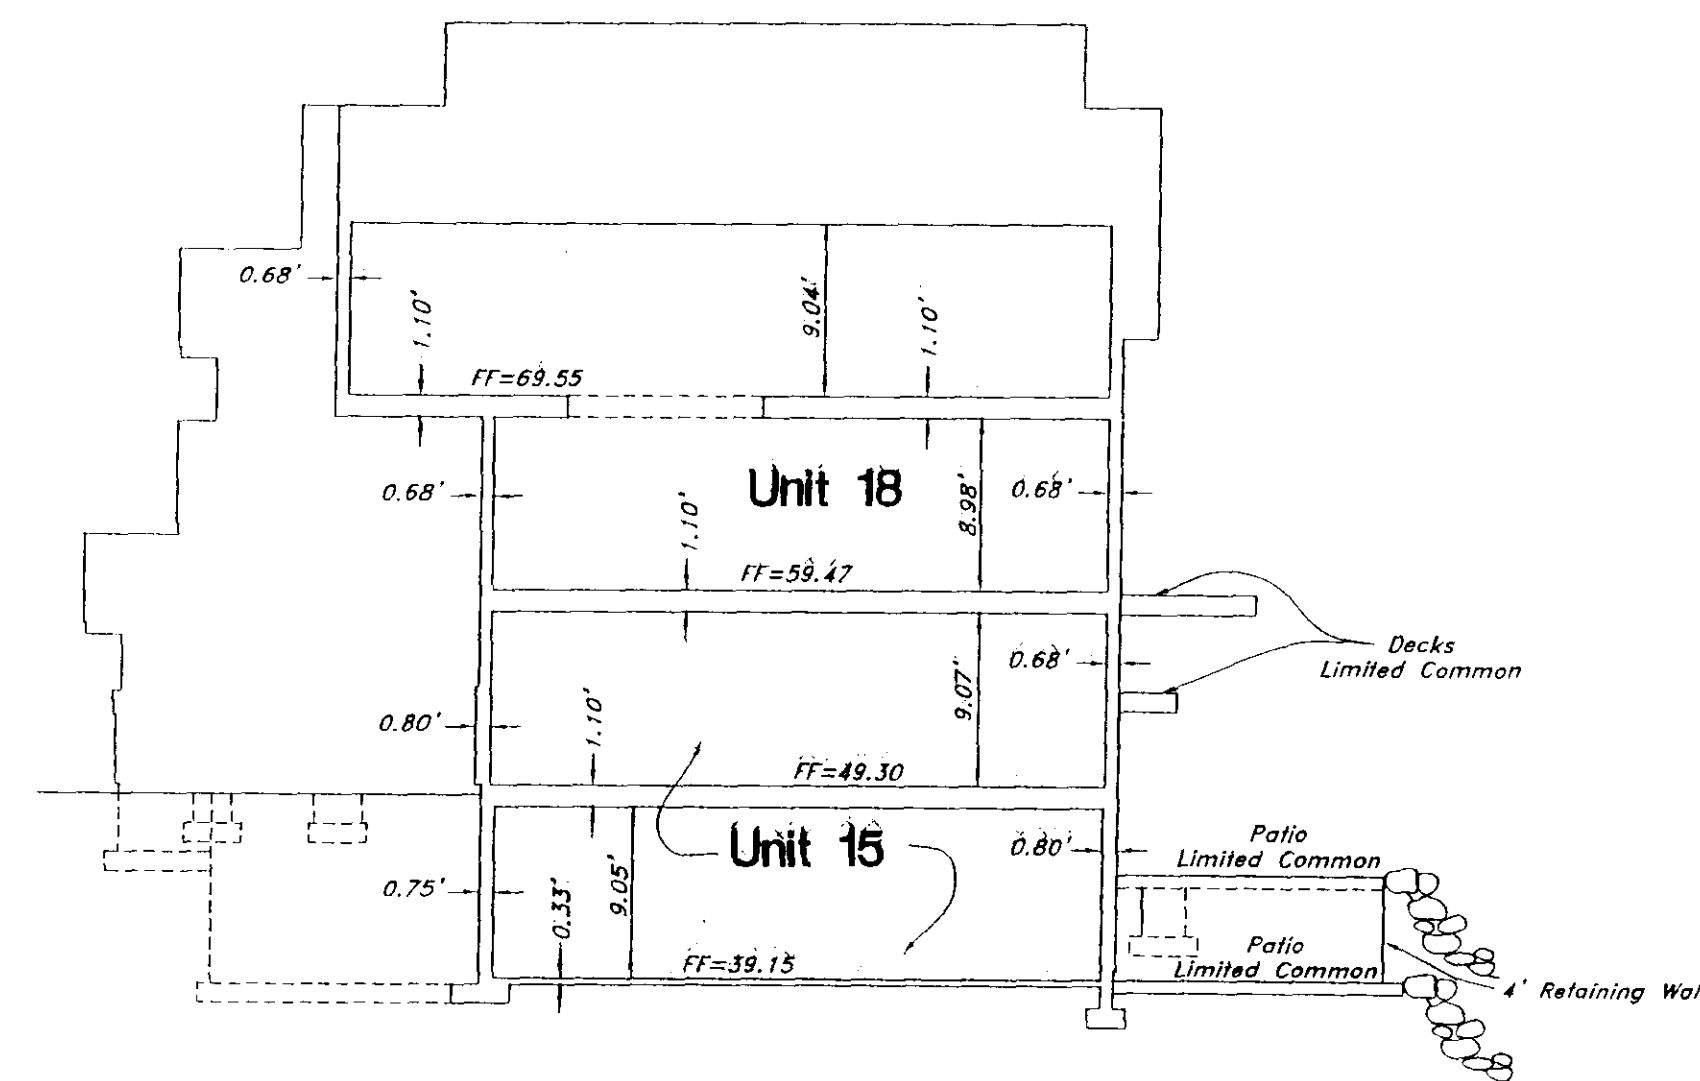 0.68'
1.10'
9.04'
1.10'
FF=69.55
0.68'
1.10'
Unit 18
8.98'
0.68'
FF=59.47
Decks
Limited Common
0.68'
9.07'
0.80'
1.10'
FF=49.30
Unit 15
0.80'
Patio
Limited Common
0.75'
0.33'
9.05'
FF=39.15
Patio
Limited Common
4' Retaining Wal